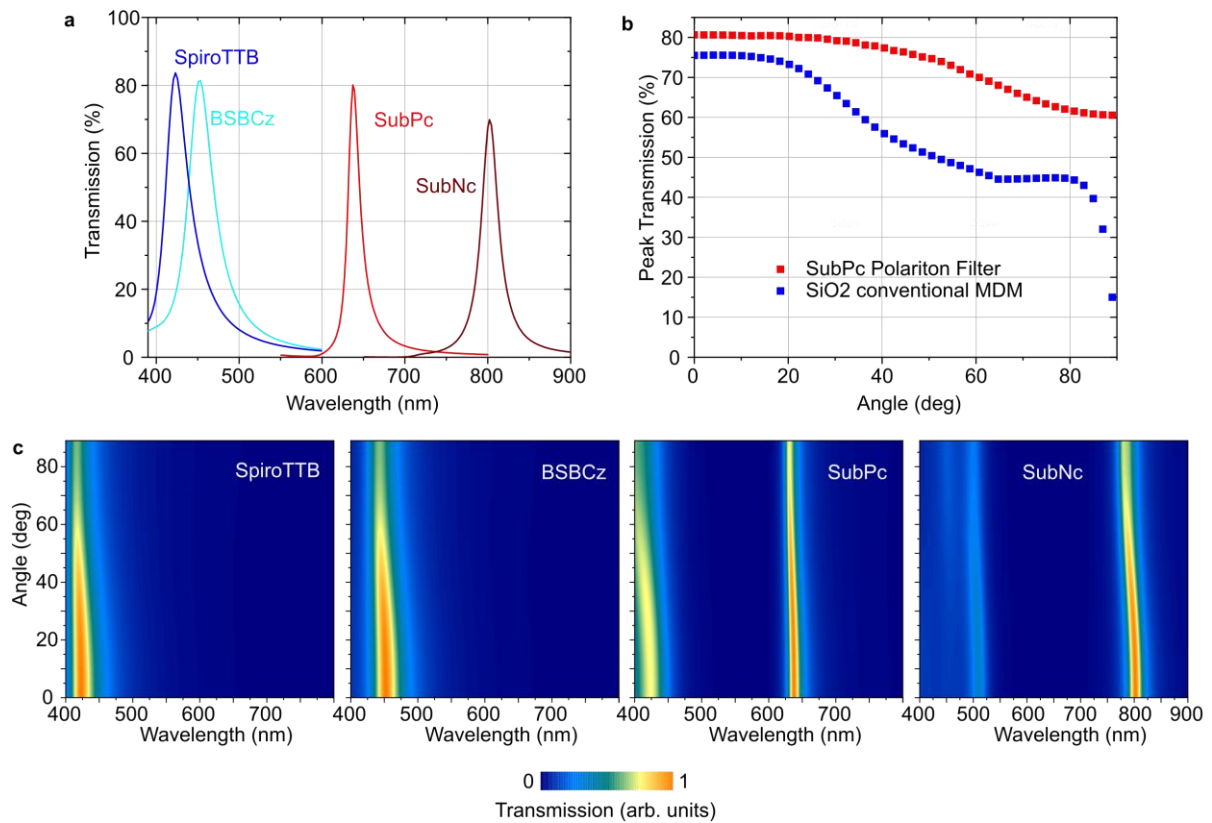 a
100
80
60
40
20
0
Transmission (%)
SpiroTTB
BSBCz
SubPc
SubNc
400 500 600 700 800 900
Wavelength (nm)
b
80
70
60
50
40
30
20
10
0
Peak Transmission (%)
SubPc Polariton Filter
SiO2 conventional MDM
0 20 40 60 80
Angle (deg)
c
80
60
40
20
0
Angle (deg)
SpiroTTB
BSBCz
SubPc
SubNc
400 500 600 700
400 500 600 700
400 500 600 700
400 500 600 700 800 900
Wavelength (nm)
Wavelength (nm)
Wavelength (nm)
Wavelength (nm)
0 1
Transmission (arb. units)